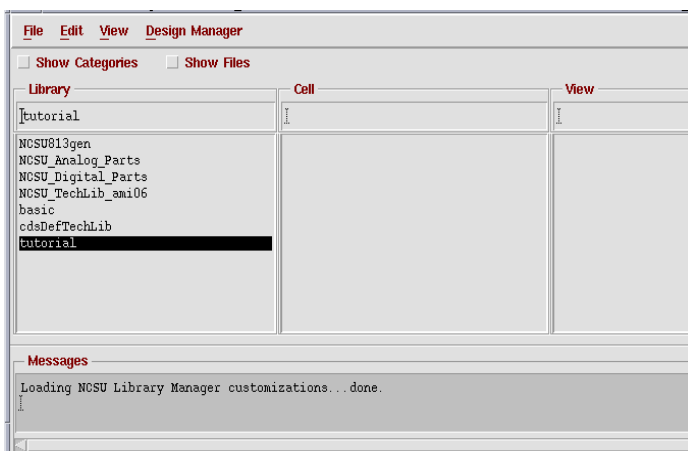 File Edit View Design Manager
Show Categories Show Files
Library Cell View
tutorial
NCSU813gen
NCSU_Analog_Parts
NCSU_Digital_Parts
NCSU_TechLib_ami06
basic
cdsDefTechLib
tutorial
Messages
Loading NCSU Library Manager customizations...done.